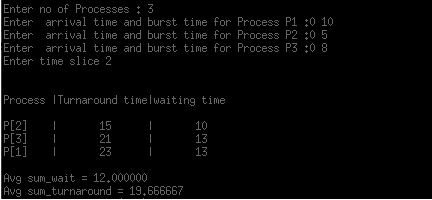 Enter no of Processes : 3
Enter  arrival time and burst time for Process P1 :0 10
Enter  arrival time and burst time for Process P2 :0 5
Enter  arrival time and burst time for Process P3 :0 8
Enter time slice 2
Process |Turnaround time|waiting time
P[2]    |       15      |       10
P[3]    |       21      |       13
P[1]    |       23      |       13
Avg sum_wait = 12.000000
Avg sum_turnaround = 19.666667